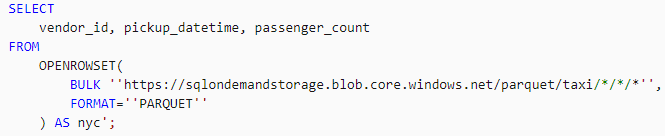 SELECT
    vendor_id, pickup_datetime, passenger_count
FROM
    OPENROWSET(
        BULK ''https://sqlondemandstorage.blob.core.windows.net/parquet/taxi/*/*/*'',
        FORMAT=''PARQUET''
    ) AS nyc';